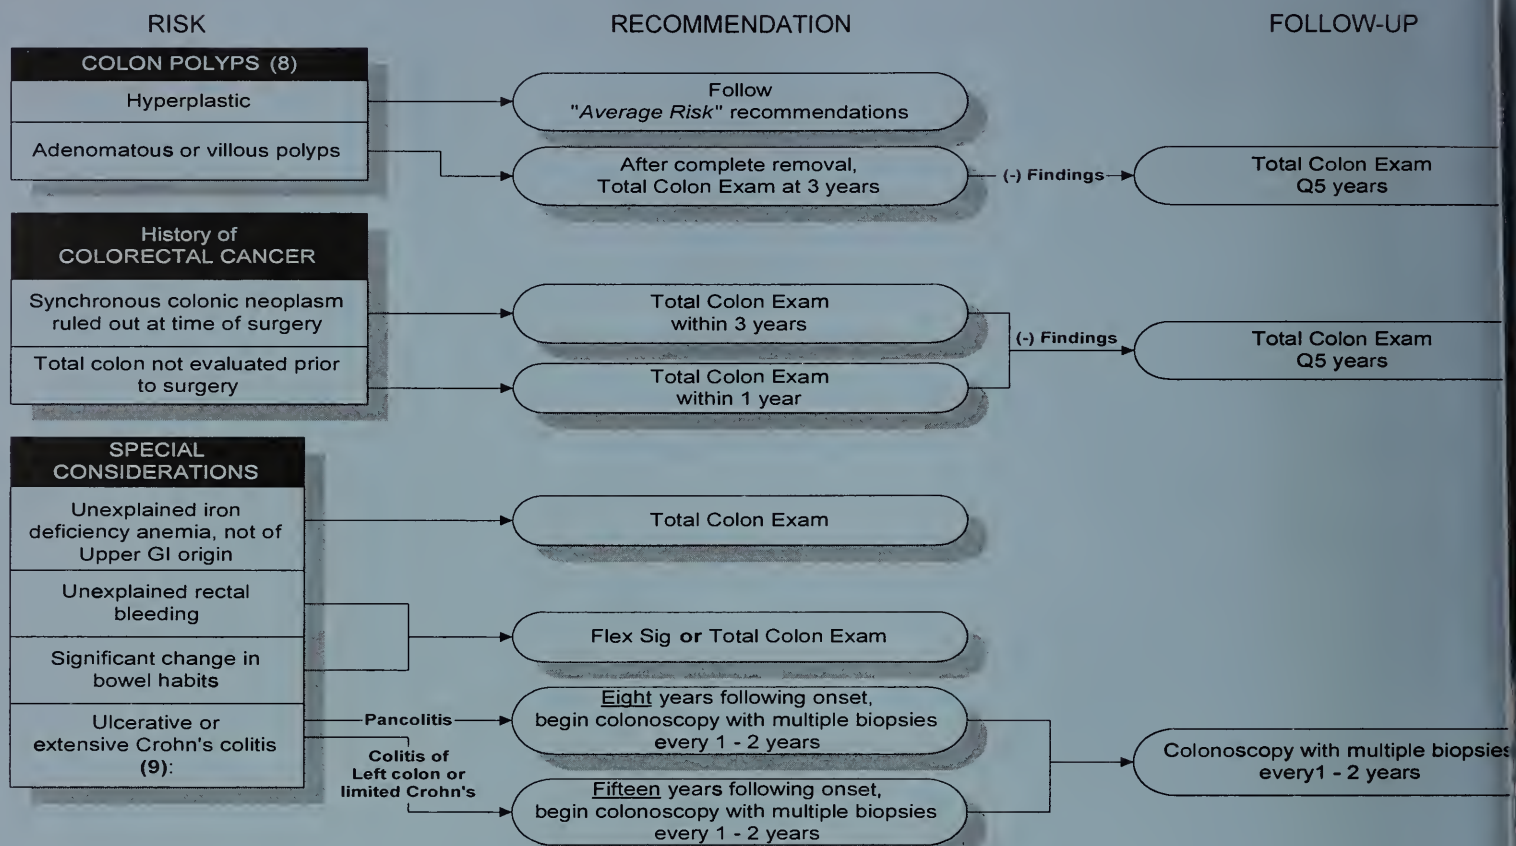 RISK
RECOMMENDATION
FOLLOW-UP
COLON POLYPS (8)
Hyperplastic
Follow
"Average Risk" recommendations
Adenomatous or villous polyps
After complete removal,
Total Colon Exam at 3 years
(-) Findings
Total Colon Exam
Q5 years
History of
COLORECTAL CANCER
Synchronous colonic neoplasm
ruled out at time of surgery
Total Colon Exam
within 3 years
Total colon not evaluated prior
to surgery
Total Colon Exam
within 1 year
(-) Findings
Total Colon Exam
Q5 years
SPECIAL
CONSIDERATIONS
Unexplained iron
deficiency anemia, not of
Upper GI origin
Total Colon Exam
Unexplained rectal
bleeding
Significant change in
bowel habits
Flex Sig or Total Colon Exam
Ulcerative or
extensive Crohn's colitis
(9):
Pancolitis
Eight years following onset,
begin colonoscopy with multiple biopsies
every 1 - 2 years
Colitis of
Left colon or
limited Crohn's
Fifteen years following onset,
begin colonoscopy with multiple biopsies
every 1 - 2 years
Colonoscopy with multiple biopsies
every1 - 2 years